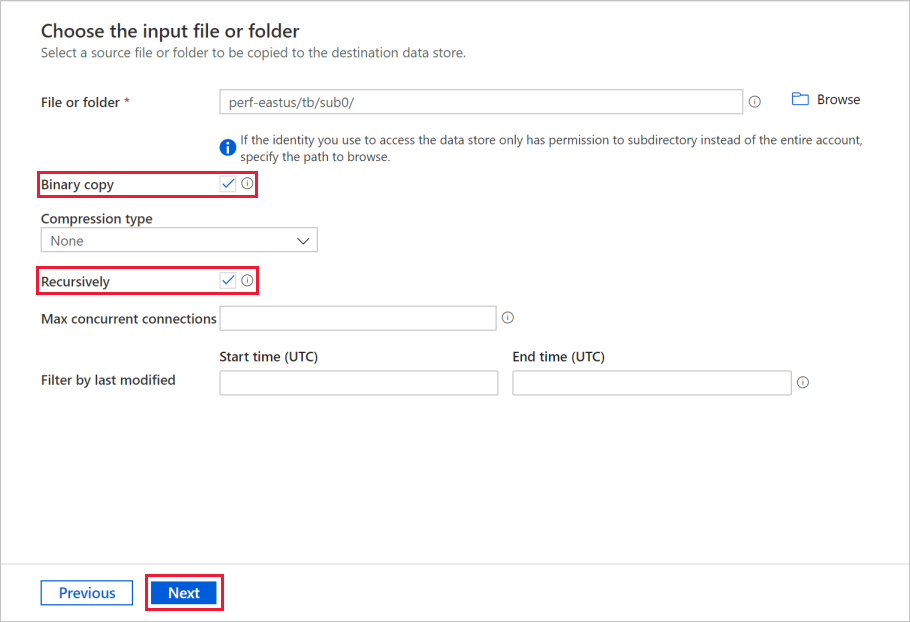 Choose the input file or folder
Select a source file or folder to be copied to the destination data store.
File or folder *
perf-eastus/tb/sub0/
Browse
If the identity you use to access the data store only has permission to subdirectory instead of the entire account,
specify the path to browse.
Binary copy
Compression type
None
Recursively
Max concurrent connections
Start time (UTC)
End time (UTC)
Filter by last modified
Previous
Next